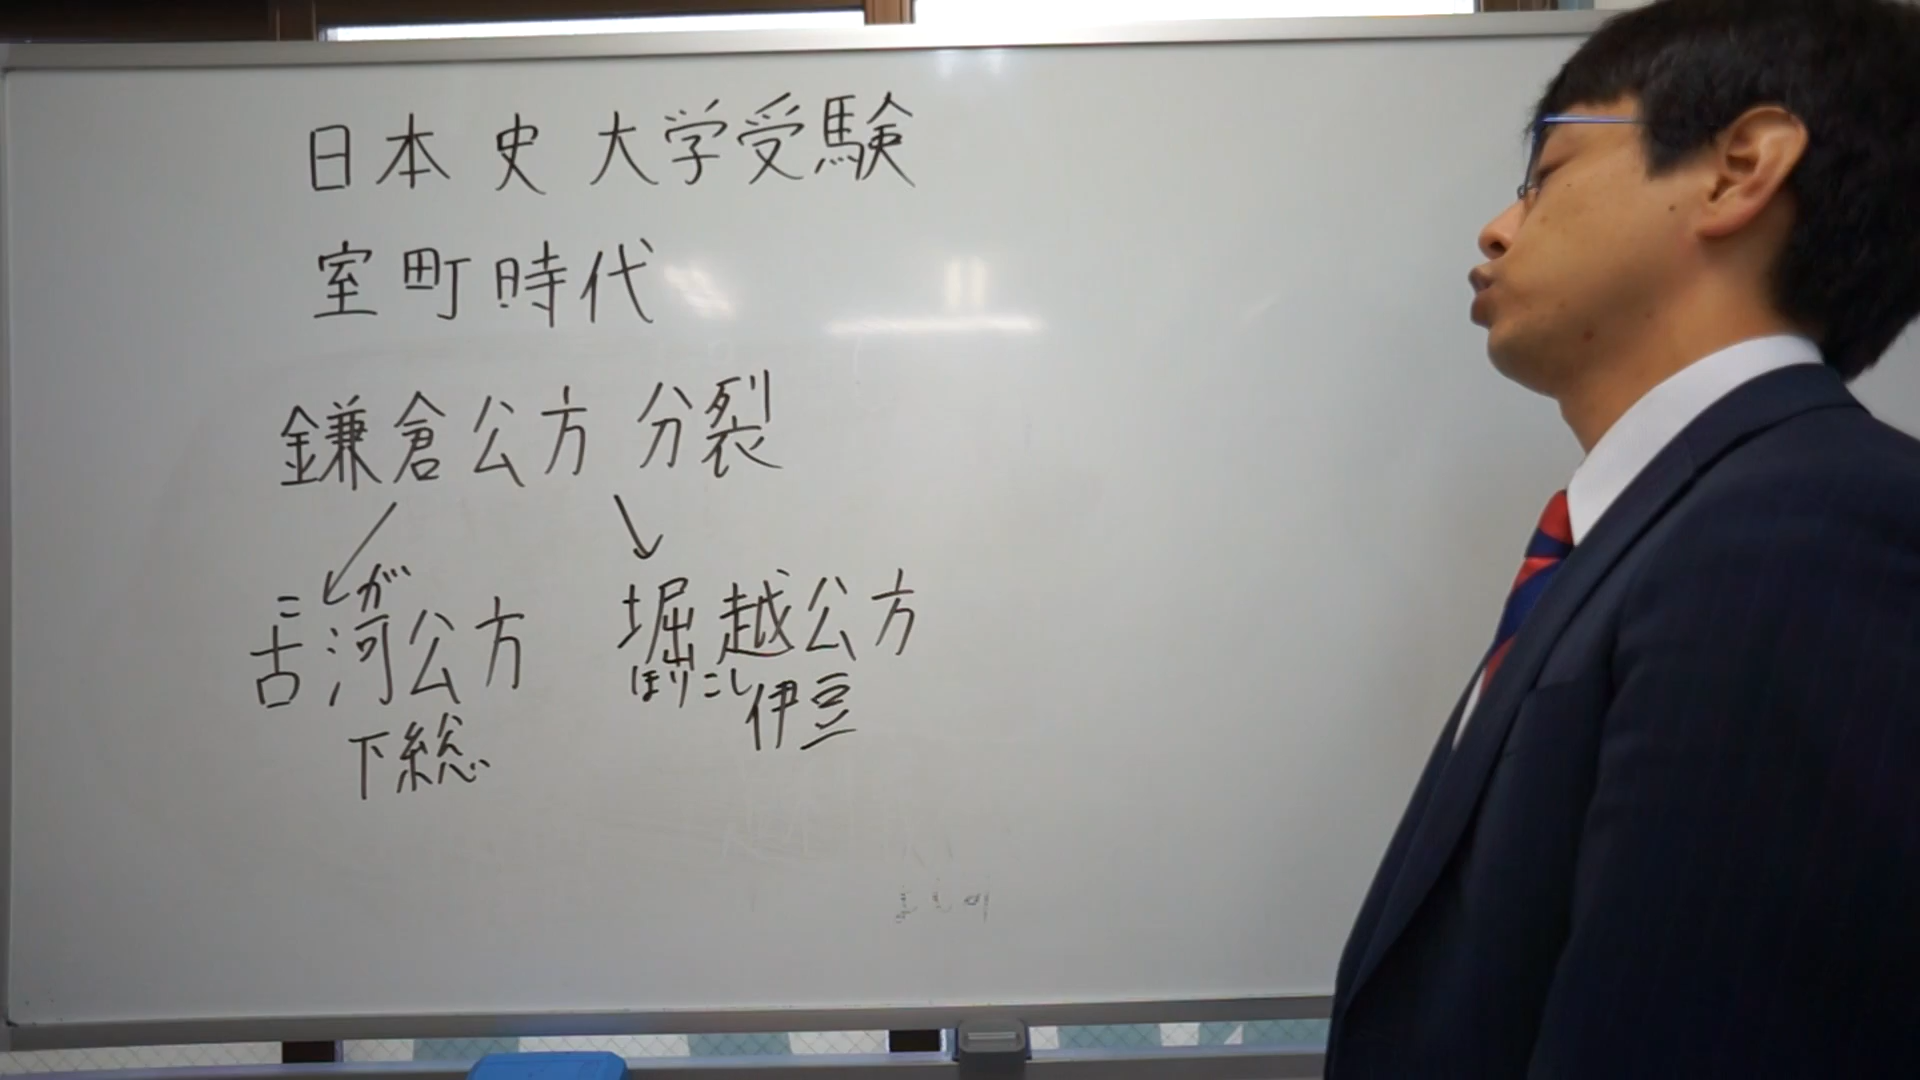 日本史 大学受験
室町時代
鎌倉公方 分裂
こが
古河公方
下総
堀越公方
ほりこし
伊豆